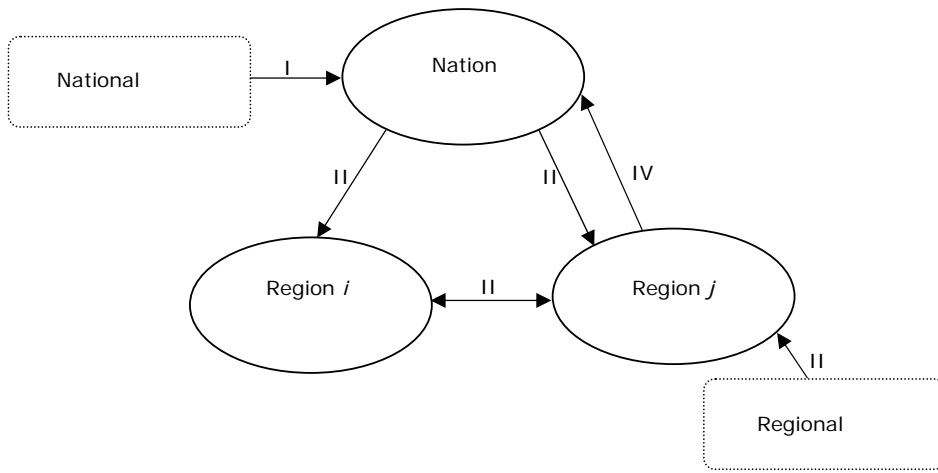 Nation
National
I
II
II
IV
Region i
II
Region j
II
Regional